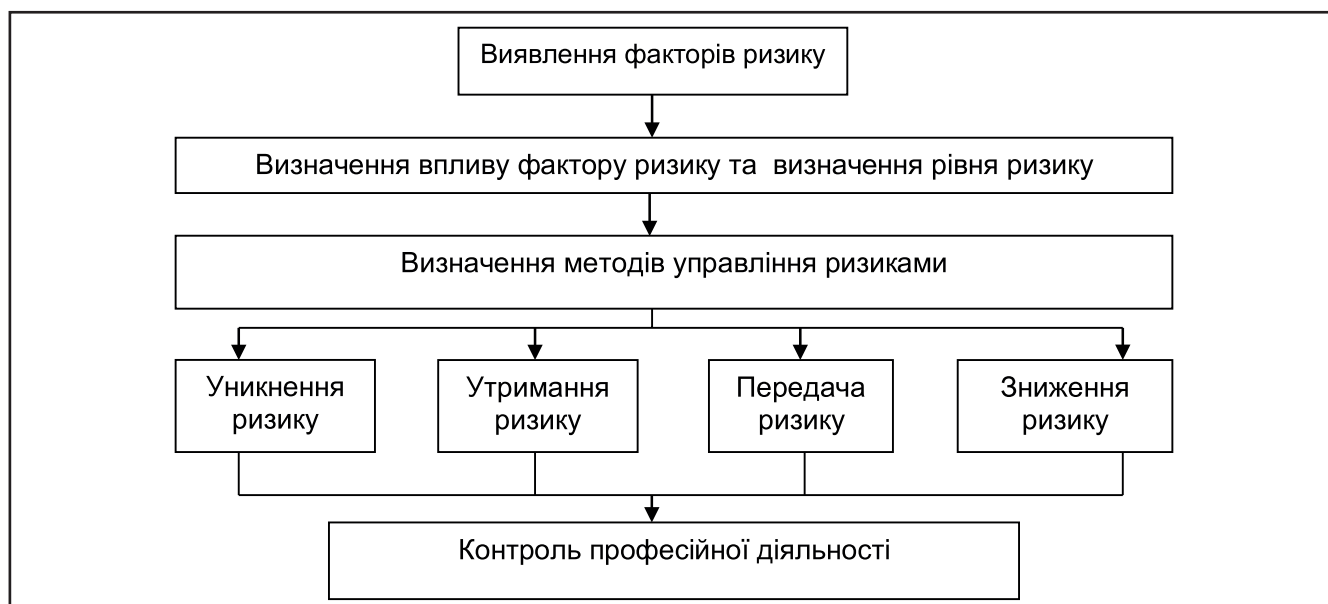 Виявлення факторів ризику
Визначення впливу фактору ризику та визначення рівня ризику
Визначення методів управління ризиками
Уникнення
ризику
Утримання
ризику
Передача
ризику
Зниження
ризику
Контроль професійної діяльності